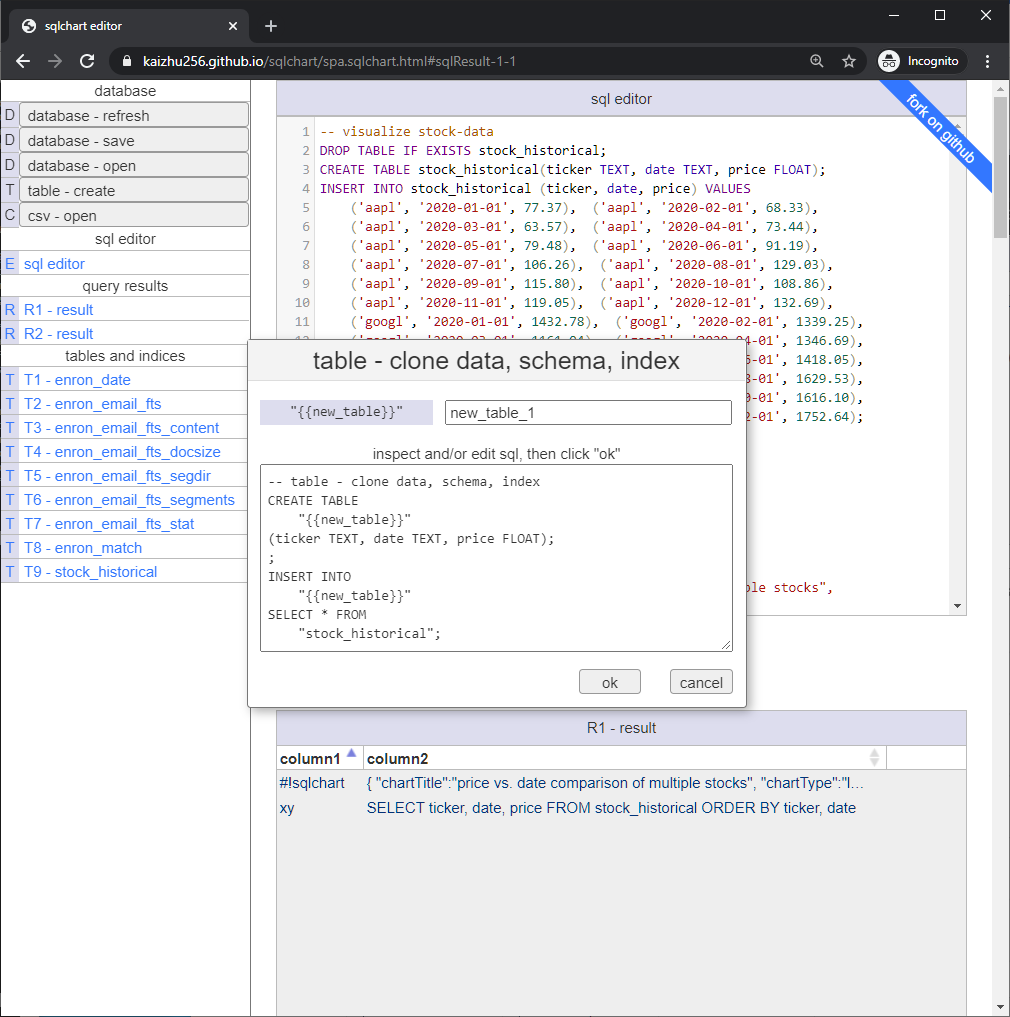 sqlchart editor
kaizhu256.github.io/sqlchart/spa.sqlchart.html#sqlResult-1-1
Incognito
database
D database - refresh
D database - save
D database - open
T table - create
C csv - open
sql editor
E sql editor
query results
R R1 - result
R R2 - result
tables and indices
T T1 - enron_date
T T2 - enron_email_fts
T T3 - enron_email_fts_content
T T4 - enron_email_fts_docsize
T T5 - enron_email_fts_segdir
T T6 - enron_email_fts_segments
T T7 - enron_email_fts_stat
T T8 - enron_match
T T9 - stock_historical
sql editor
fork on github
1 -- visualize stock-data
2 DROP TABLE IF EXISTS stock_historical;
3 CREATE TABLE stock_historical(ticker TEXT, date TEXT, price FLOAT);
4 INSERT INTO stock_historical (ticker, date, price) VALUES
5 ('aapl', '2020-01-01', 77.37), ('aapl', '2020-02-01', 68.33),
6 ('aapl', '2020-03-01', 63.57), ('aapl', '2020-04-01', 73.44),
7 ('aapl', '2020-05-01', 79.48), ('aapl', '2020-06-01', 91.19),
8 ('aapl', '2020-07-01', 106.26), ('aapl', '2020-08-01', 129.03),
9 ('aapl', '2020-09-01', 115.80), ('aapl', '2020-10-01', 108.86),
10 ('aapl', '2020-11-01', 119.05), ('aapl', '2020-12-01', 132.69),
11 ('googl', '2020-01-01', 1432.78), ('googl', '2020-02-01', 1339.25),
1346.69),
-01', 1418.05),
-01', 1629.53),
-01', 1616.10),
-01', 1752.64);
ple stocks",
table - clone data, schema, index
"{{new_table}}" new_table_1
inspect and/or edit sql, then click "ok"
-- table - clone data, schema, index
CREATE TABLE
"{{new_table}}"
(ticker TEXT, date TEXT, price FLOAT);
;
INSERT INTO
"{{new_table}}"
SELECT * FROM
"stock_historical";
ok cancel
R1 - result
column1 column2
#!sqlchart { "chartTitle":"price vs. date comparison of multiple stocks", "chartType":"l…
xy SELECT ticker, date, price FROM stock_historical ORDER BY ticker, date